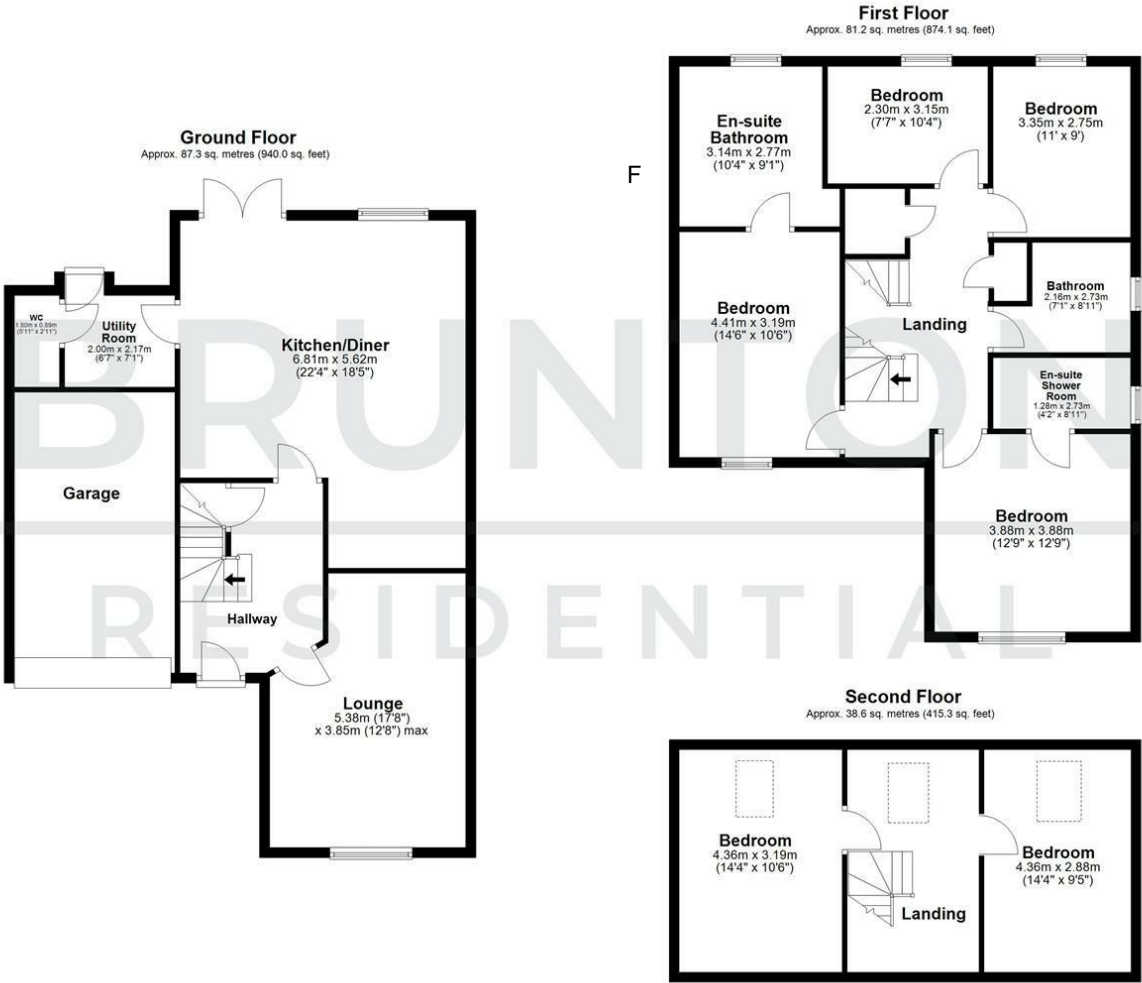 Ground Floor
Approx. 87.3 sq. metres (940.0 sq. feet)
WC
1.80m x 0.89m
(5'11" x 2'11")
Utility
Room
2.00m x 2.17m
(6'7" x 7'1")
Kitchen/Diner
6.81m x 5.62m
(22'4" x 18'5")
Garage
Hallway
Lounge
5.38m (17'8")
x 3.85m (12'8") max
First Floor
Approx. 81.2 sq. metres (874.1 sq. feet)
F
En-suite
Bathroom
3.14m x 2.77m
(10'4" x 9'1")
Bedroom
2.30m x 3.15m
(7'7" x 10'4")
Bedroom
3.35m x 2.75m
(11' x 9')
Bedroom
4.41m x 3.19m
(14'6" x 10'6")
Landing
Bathroom
2.16m x 2.73m
(7'1" x 8'11")
En-suite
Shower
Room
1.28m x 2.73m
(4'2" x 8'11")
Bedroom
3.88m x 3.88m
(12'9" x 12'9")
Second Floor
Approx. 38.6 sq. metres (415.3 sq. feet)
Bedroom
4.36m x 3.19m
(14'4" x 10'6")
Landing
Bedroom
4.36m x 2.88m
(14'4" x 9'5")
BRUNTON
RESIDENTIAL